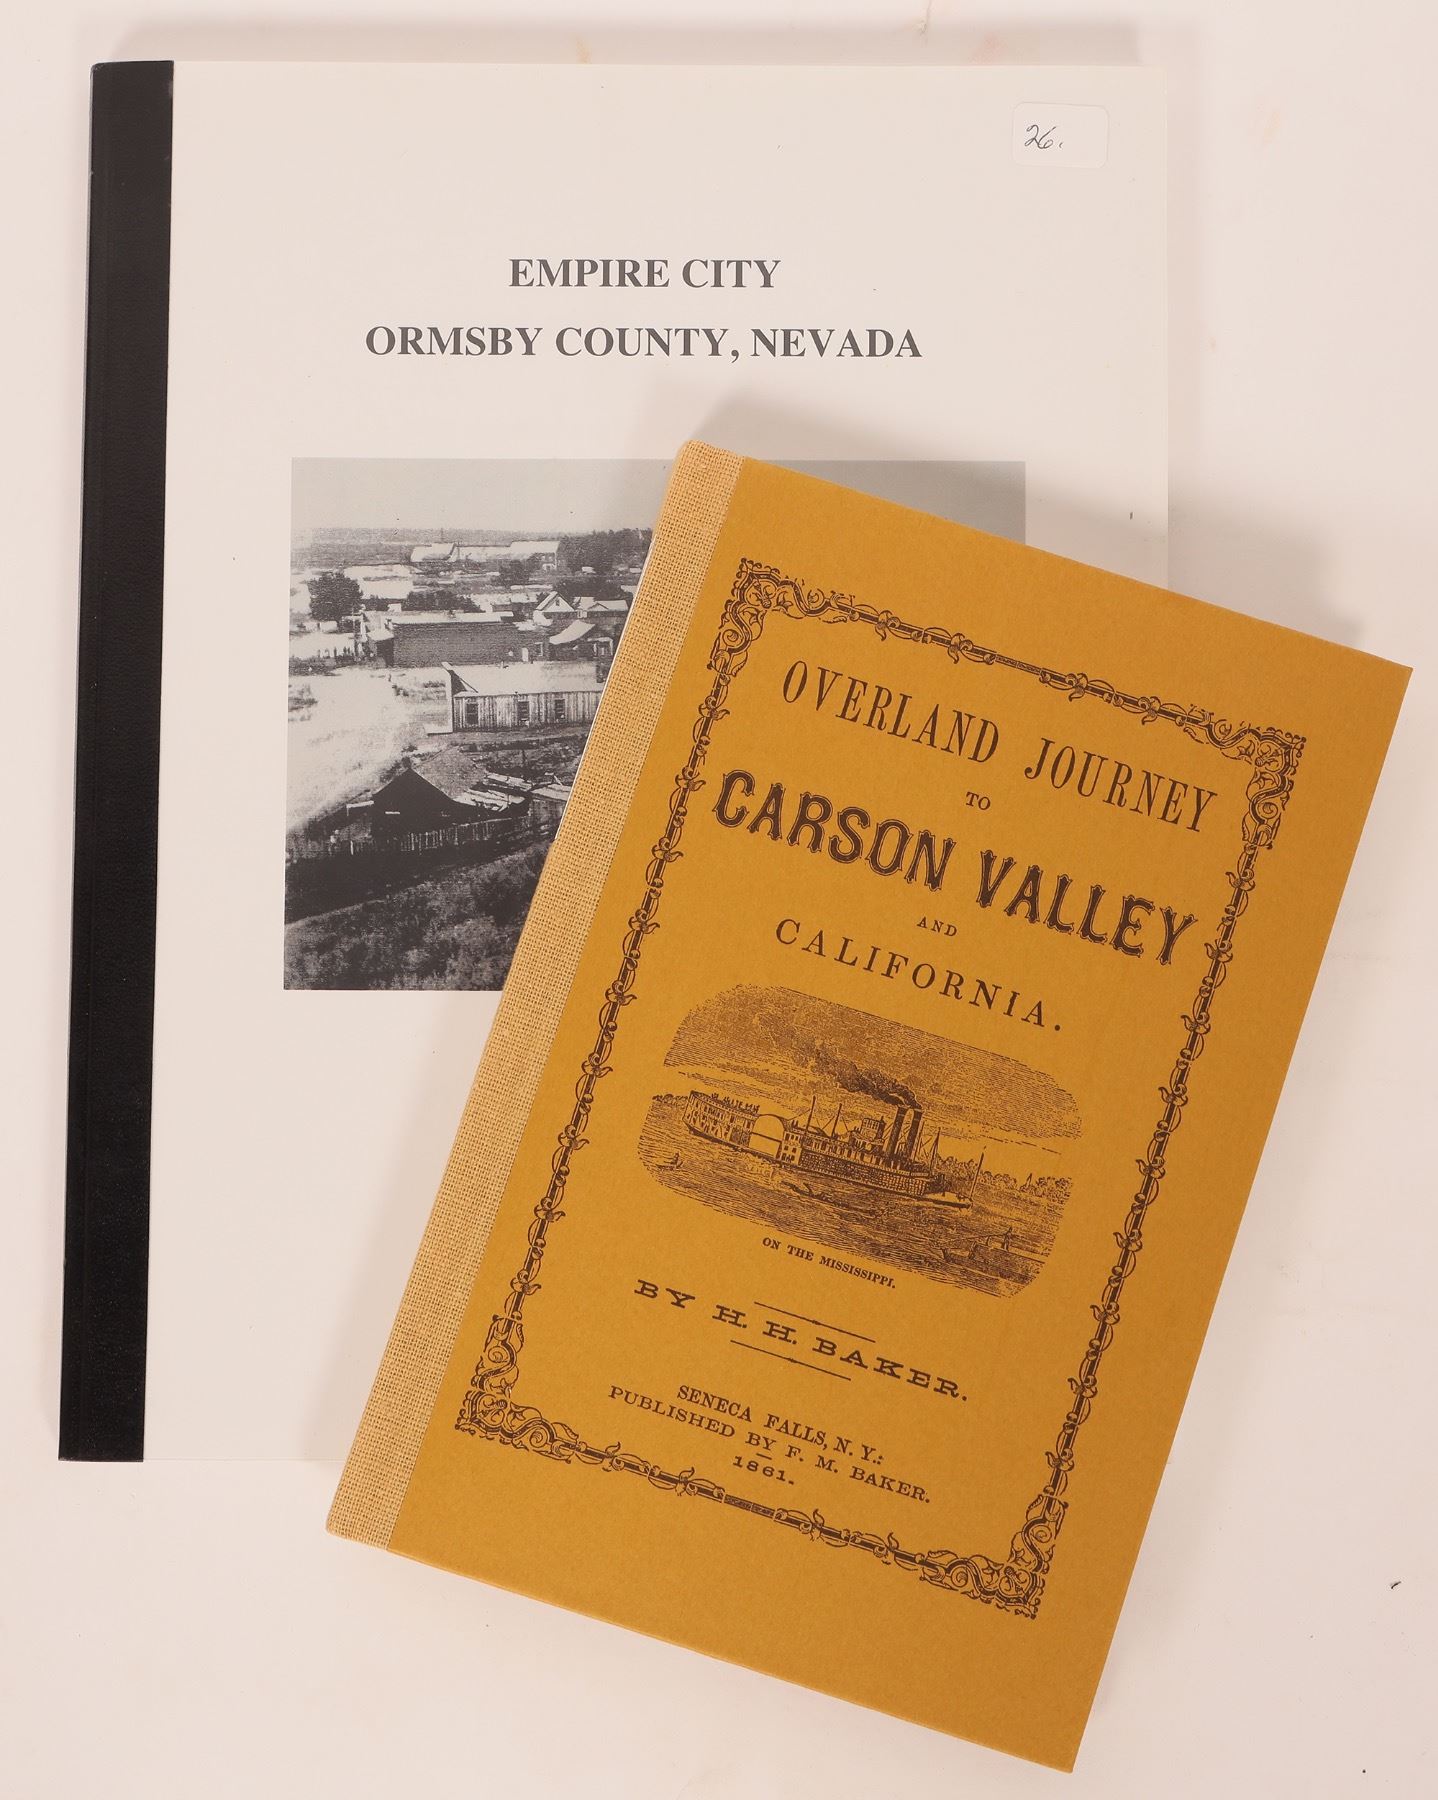 26.
EMPIRE CITY
ORMSBY COUNTY, NEVADA
OVERLAND JOURNEY
TO
CARSON VALLEY
AND
CALIFORNIA.
ON THE MISSISSIPPI.
BY H. H. BAKER.
SENECA FALLS, N. Y.:
PUBLISHED BY F. M. BAKER.
1861.